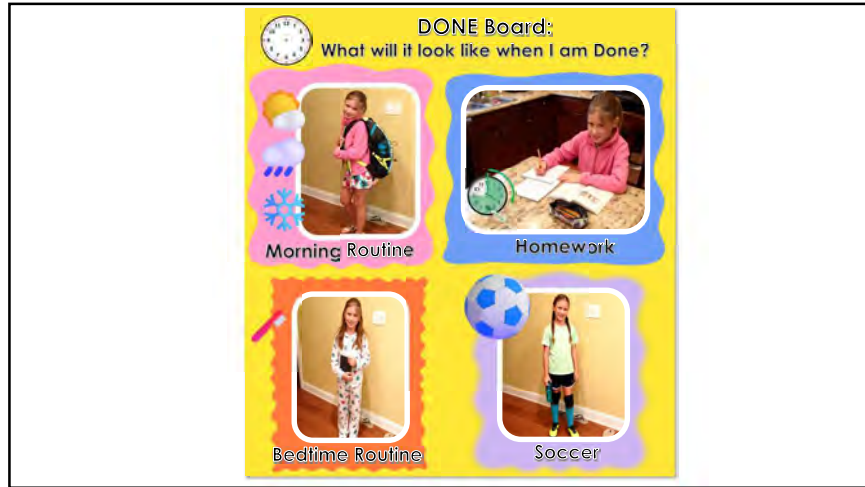 DONE Board:
What will it look like when I am Done?
Morning Routine
Homework
Bedtime Routine
Soccer